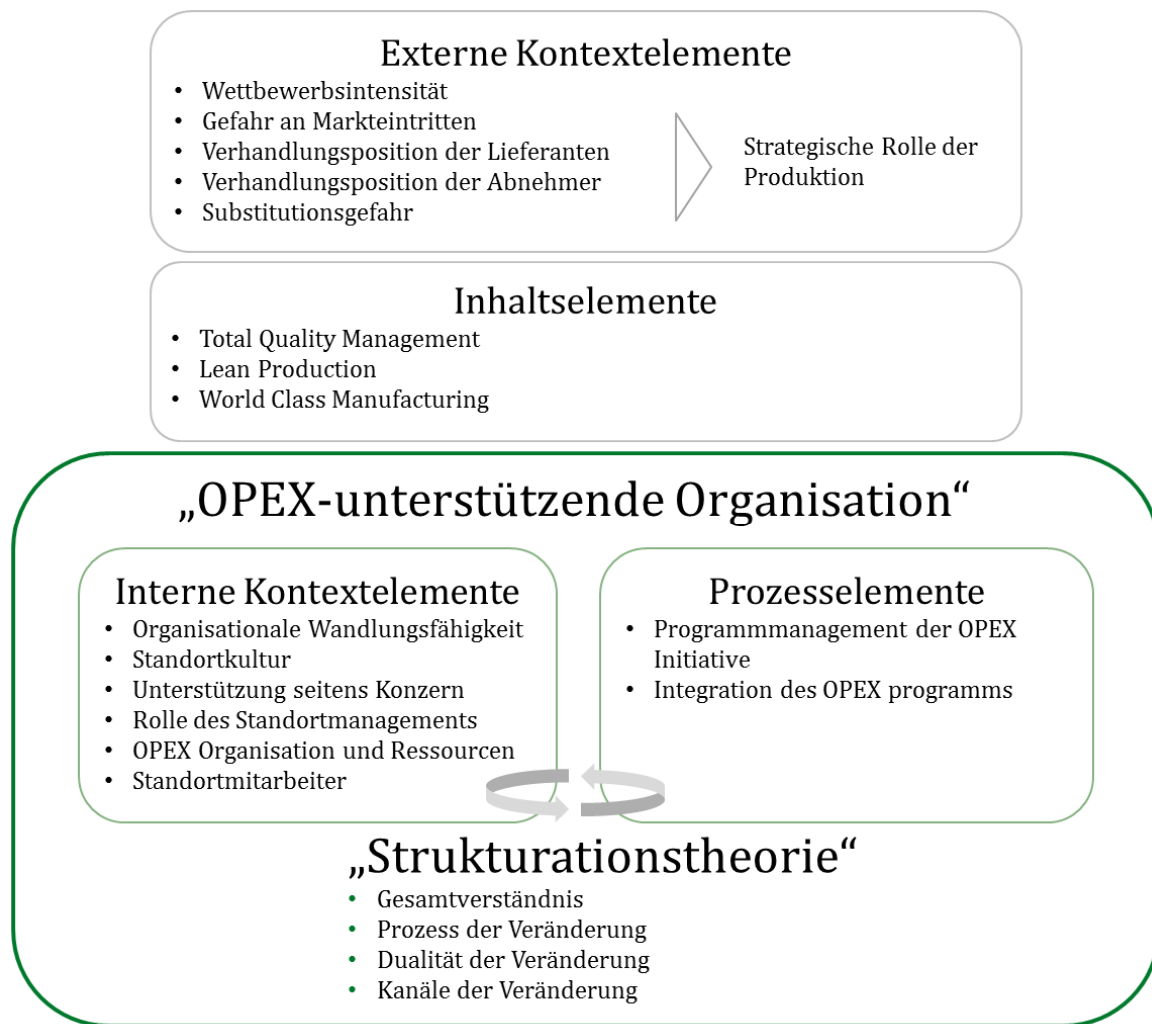 Externe Kontextelemente
• Wettbewerbsintensität
• Gefahr an Markteintritten
• Verhandlungsposition der Lieferanten
• Verhandlungsposition der Abnehmer
• Substitutionsgefahr
Strategische Rolle der
Produktion
Inhaltselemente
• Total Quality Management
• Lean Production
• World Class Manufacturing
„OPEX-unterstützende Organisation“
Interne Kontextelemente
• Organisationale Wandlungsfähigkeit
• Standortkultur
• Unterstützung seitens Konzern
• Rolle des Standortmanagements
• OPEX Organisation und Ressourcen
• Standortmitarbeiter
Prozesselemente
• Programmmanagement der OPEX
Initiative
• Integration des OPEX programms
„Strukturationstheorie“
• Gesamtverständnis
• Prozess der Veränderung
• Dualität der Veränderung
• Kanäle der Veränderung